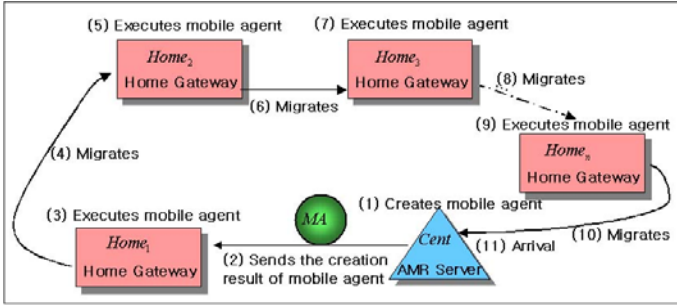 (5) Executes mobile agent
(7) Executes mobile agent
Home2
Home Gateway
Home3
Home Gateway
(8) Migrates
(6) Migrates
(9) Executes mobile agent
(4) Migrates
Homen
Home Gateway
(1) Creates mobile agent
MA
(3) Executes mobile agent
Home1
Home Gateway
Cent
AMR Server
(10) Migrates
(11) Arrival
(2) Sends the creation
result of mobile agent